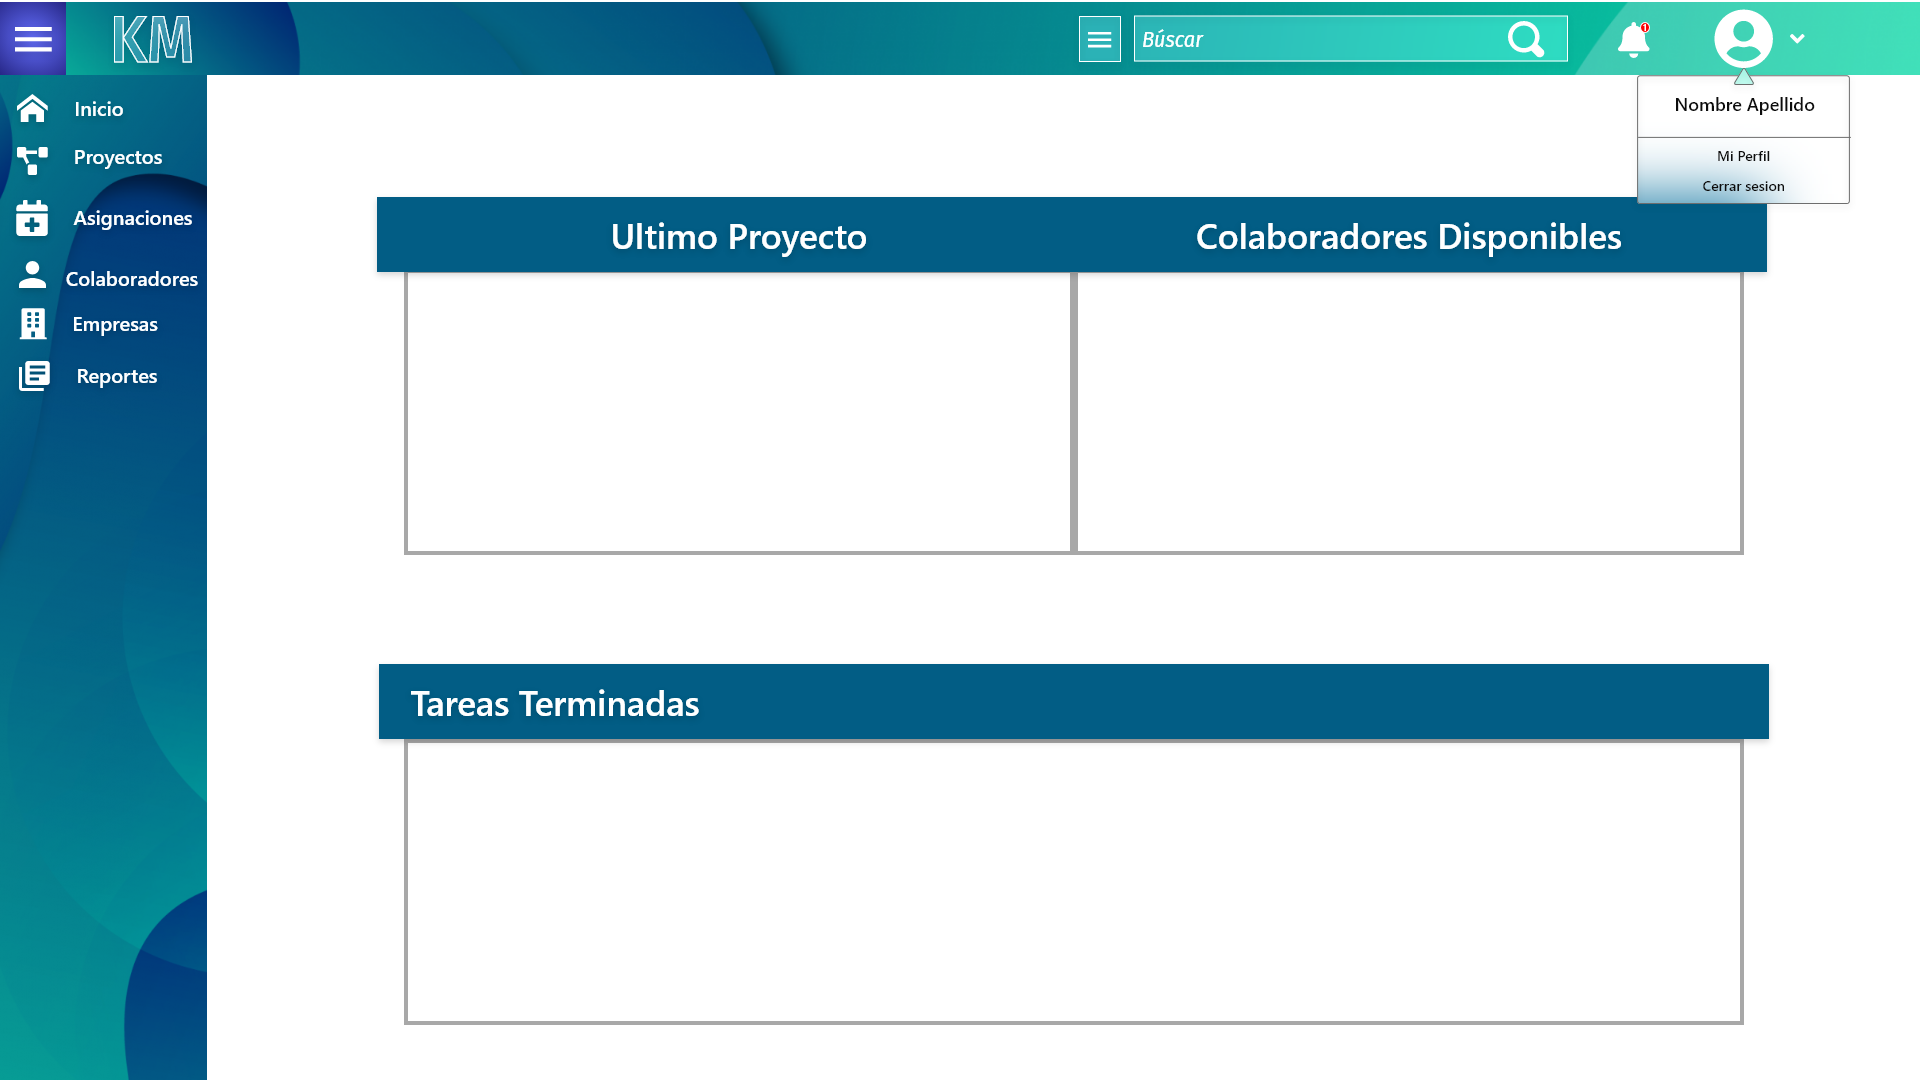 KM
Búscar
1
Nombre Apellido
Mi Perfil
Cerrar sesion
Inicio
Proyectos
Asignaciones
Colaboradores
Empresas
Reportes
Ultimo Proyecto
Colaboradores Disponibles
Tareas Terminadas